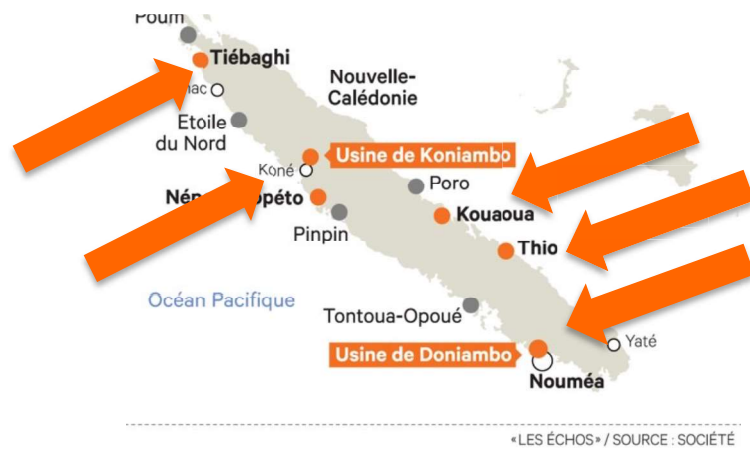 Poum
Tiébaghi
Nouvelle-
Calédonie
Etoile
du Nord
Usine de Koniambo
Koné
Poro
Kouaoua
Pinpin
Thio
Océan Pacifique
Tontoua-Opoué
Yaté
Usine de Doniambo
Nouméa
«LES ÉCHOS» / SOURCE : SOCIÉTÉ